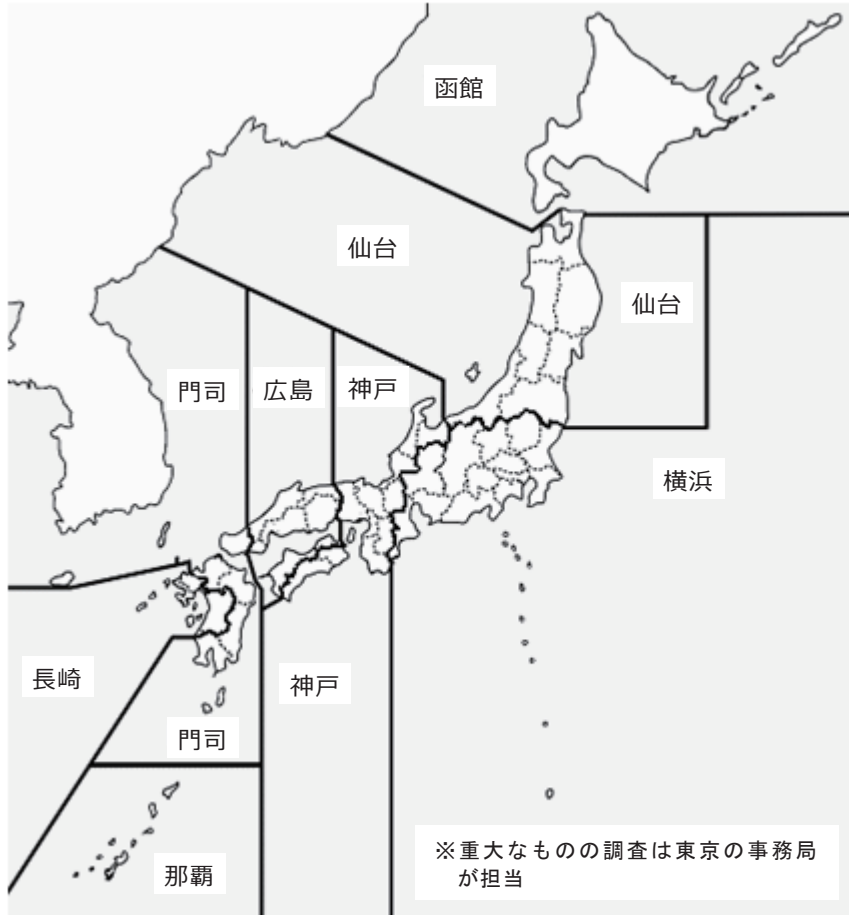 函館
仙台
仙台
門司
広島
神戸
横浜
長崎
神戸
門司
那覇
※重大なものの調査は東京の事務局
が担当